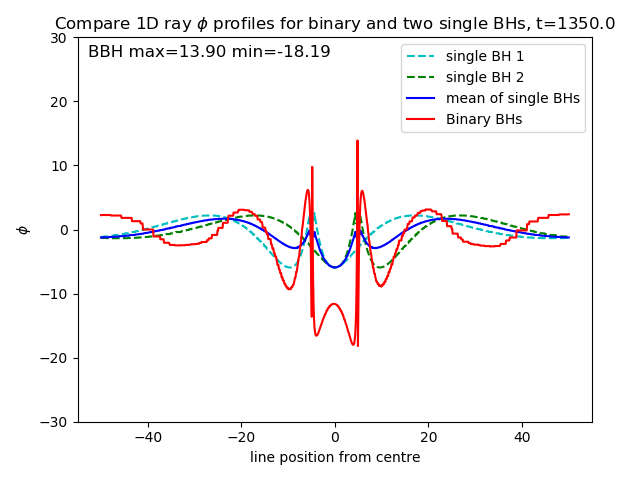 Compare 1D ray ϕ profiles for binary and two single BHs, t=1350.0
BBH max=13.90 min=-18.19
single BH 1
single BH 2
mean of single BHs
Binary BHs
30
20
10
0
−10
−20
−30
ϕ
−40
−20
0
20
40
line position from centre